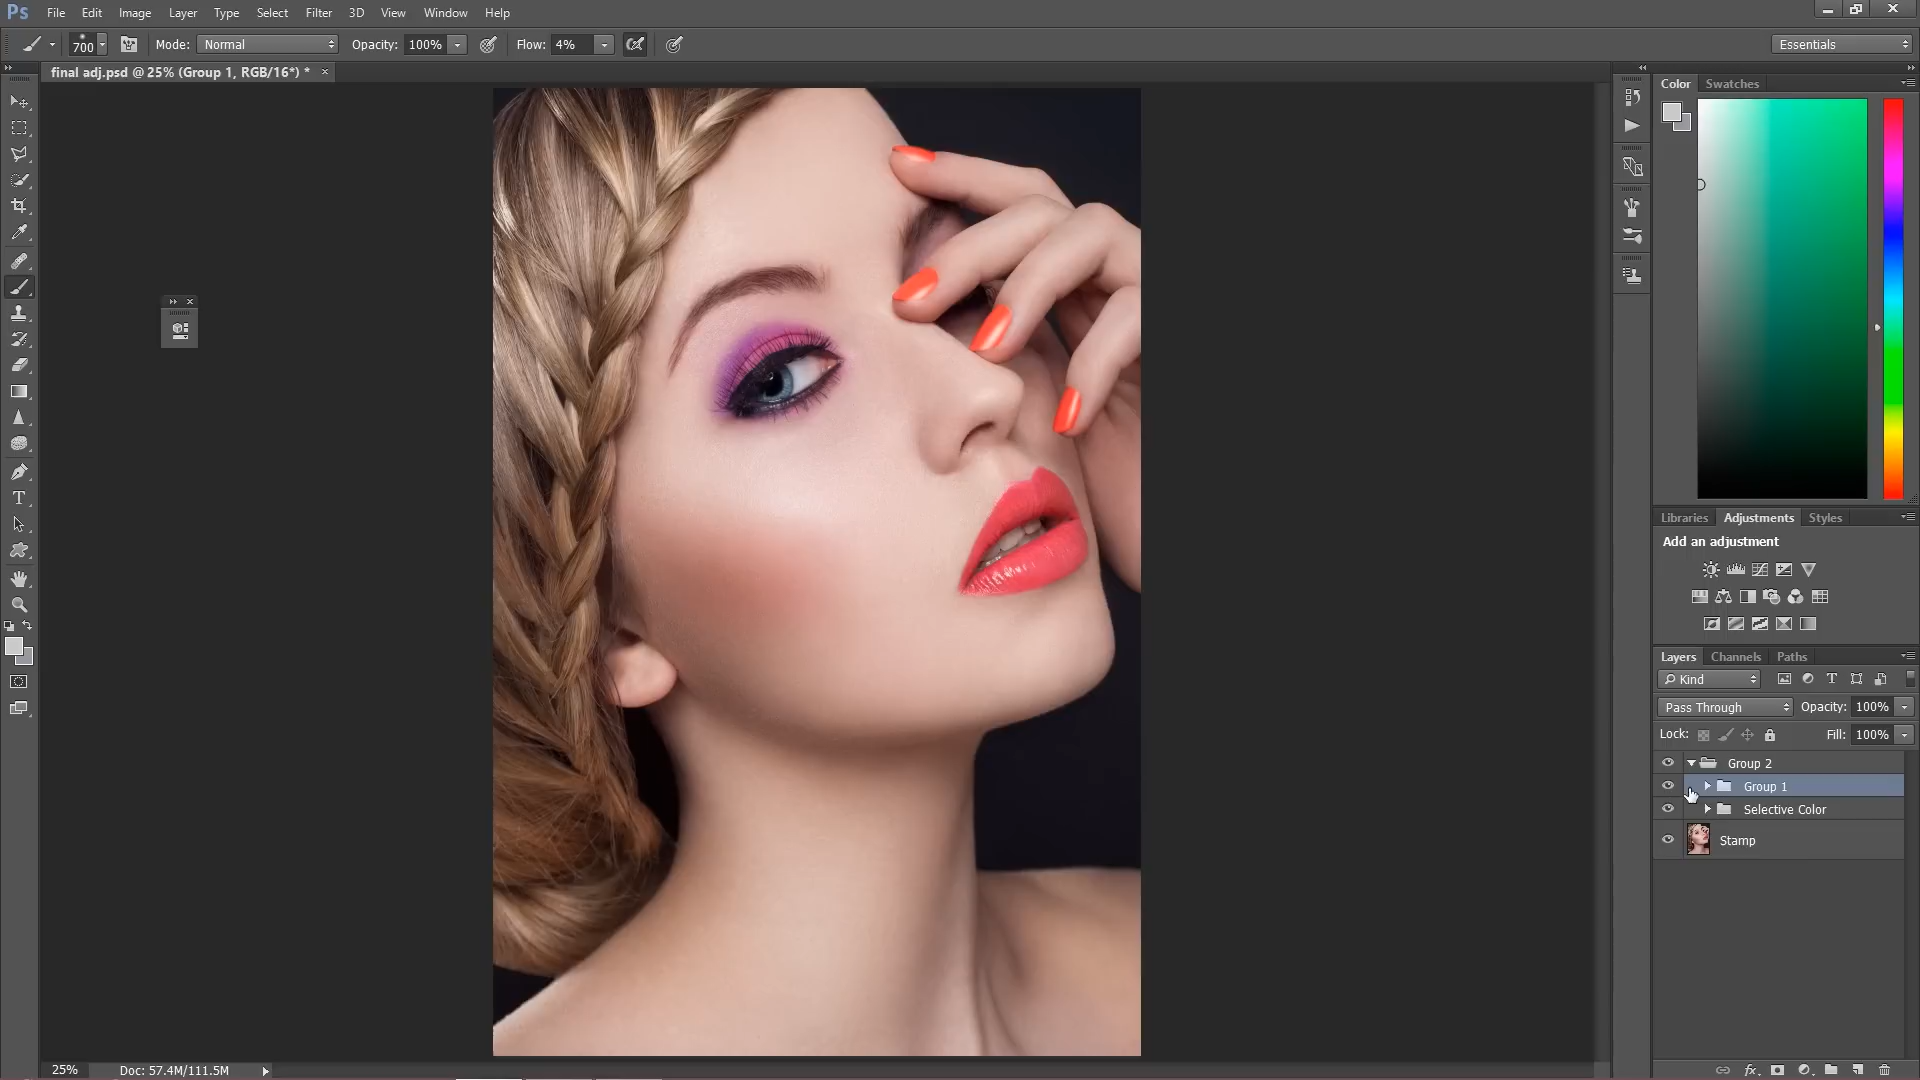 Ps File Edit Image Layer Type Select Filter 3D View Window Help
700 Mode: Normal Opacity: 100% Flow: 4% Essentials
final adj.psd @ 25% (Group 1, RGB/16*) * ×
Color Swatches
Libraries Adjustments Styles
Add an adjustment
Layers Channels Paths
Kind T
Pass Through Opacity: 100%
Lock: Fill: 100%
Group 2
Group 1
Selective Color
Stamp
25% Doc: 57.4M/111.5M
fx